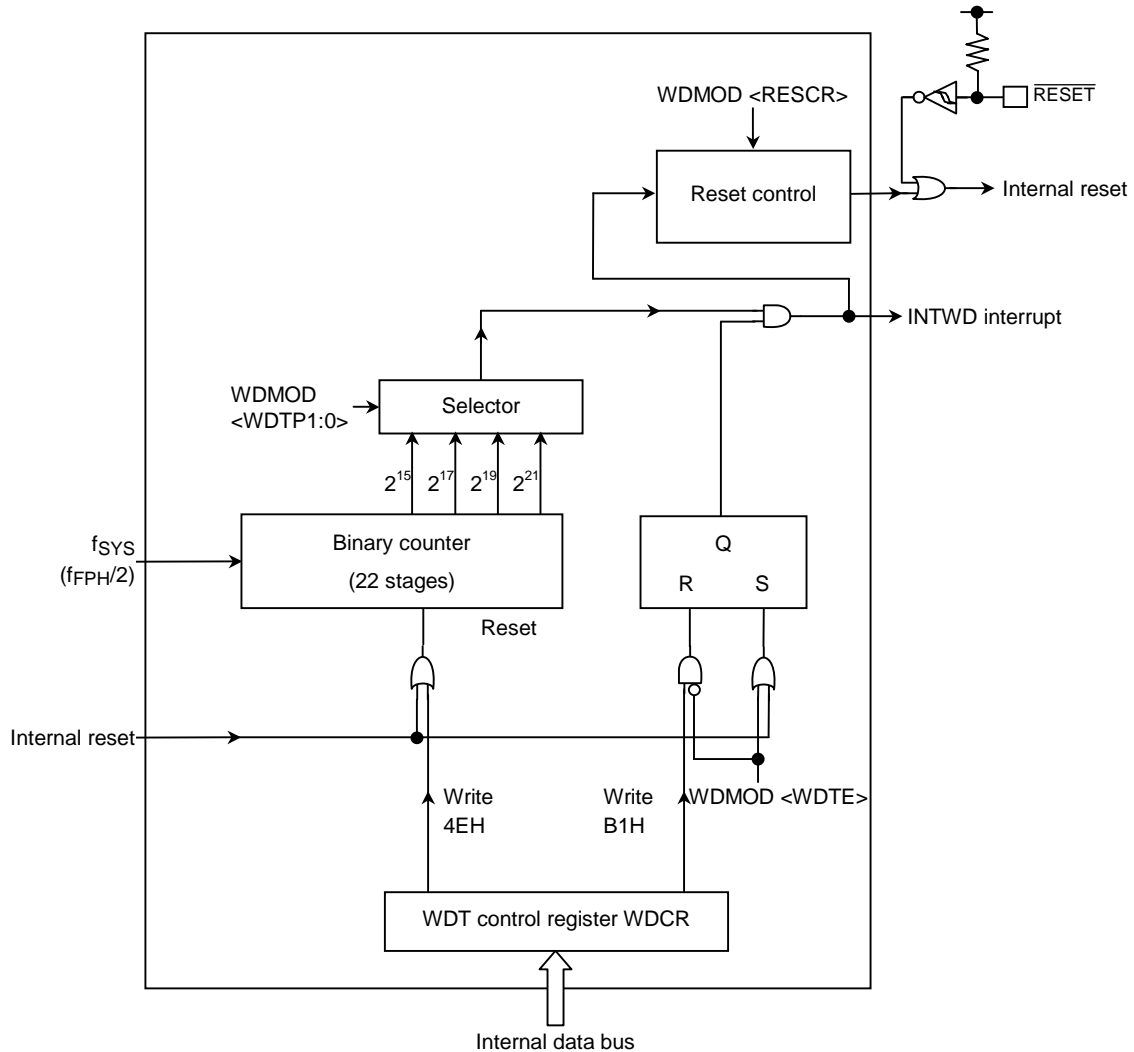 WDMOD <RESCR>
RESET
Reset control
Internal reset
INTWD interrupt
WDMOD
<WDTP1:0>
Selector
2^15 2^17 2^19 2^21
fSYS
(fFPH/2)
Binary counter
(22 stages)
Q
R S
Reset
Internal reset
Write
4EH
Write
B1H
WDMOD <WDTE>
WDT control register WDCR
Internal data bus